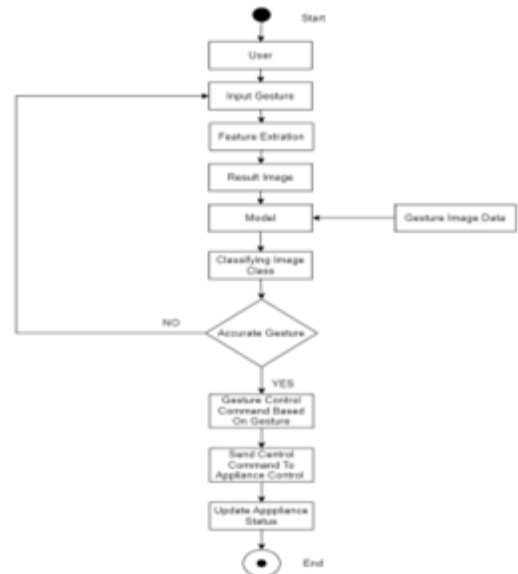 Start
User
Input Gesture
Feature Extration
Result Image
Model
Gesture Image Data
Classifying Image
Class
NO
Accurate Gesture
YES
Gesture Control
Command Based
On Gesture
Send Control
Command To
Appliance Control
Update Apppliance
Status
End